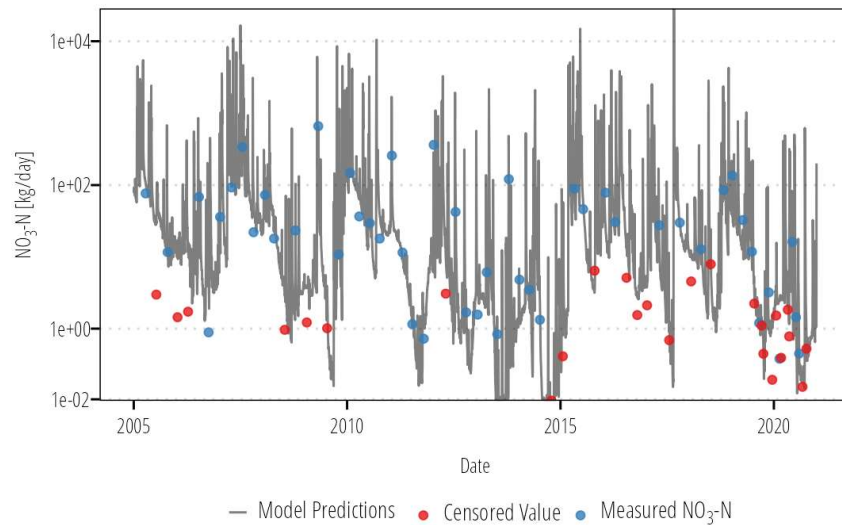 1e+04
1e+02
1e+00
1e-02
NO₃-N [kg/day]
2005 2010 2015 2020
Date
Model Predictions Censored Value Measured NO₃-N